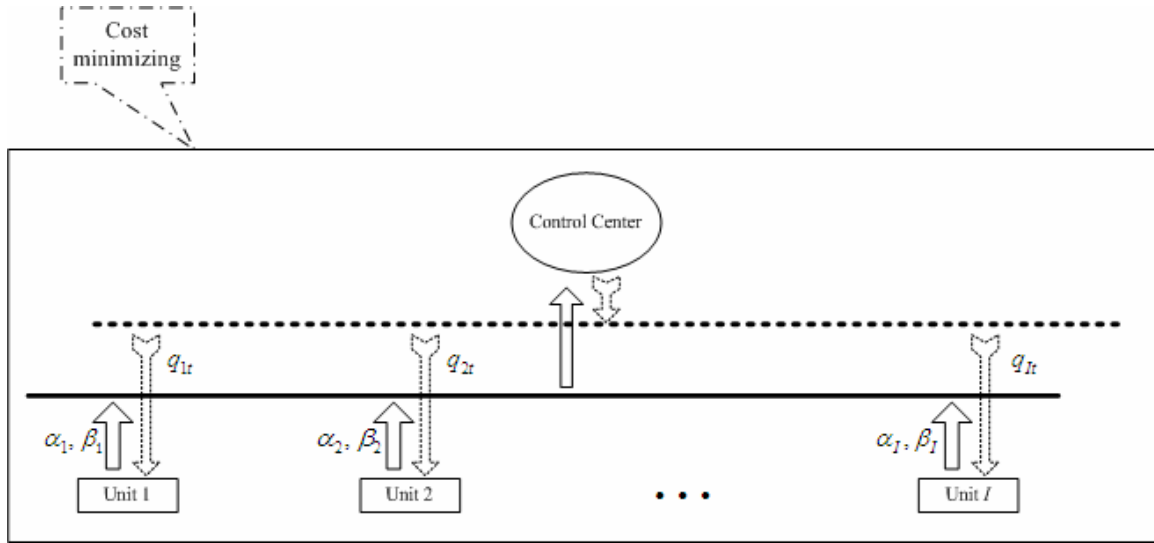 Cost
minimizing
Control Center
q1t
q2t
qIt
α1, β1
α2, β2
αI, βI
Unit 1
Unit 2
• • •
Unit I